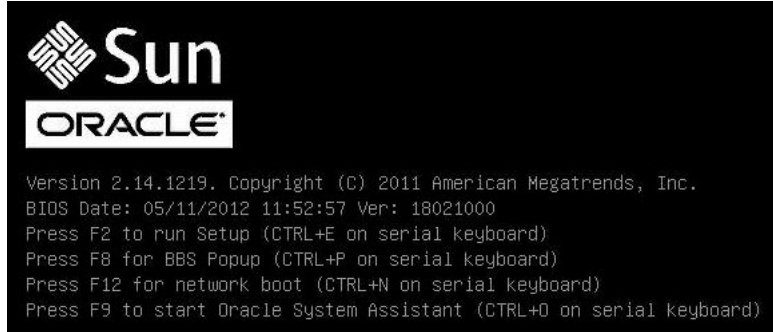 Sun
ORACLE
Version 2.14.1219. Copyright (C) 2011 American Megatrends, Inc.
BIOS Date: 05/11/2012 11:52:57 Ver: 18021000
Press F2 to run Setup (CTRL+E on serial keyboard)
Press F8 for BBS Popup (CTRL+P on serial keyboard)
Press F12 for network boot (CTRL+N on serial keyboard)
Press F9 to start Oracle System Assistant (CTRL+O on serial keyboard)